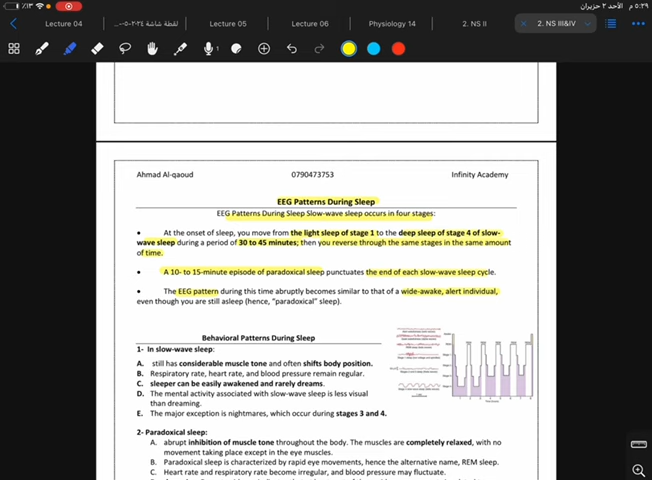 ٥:٢٩ م الأحد ٢ حزيران
٪١٣
Lecture 04
لقطة شاشة ٢٠٢٤-٠٢-٠٥...
Lecture 05
Lecture 06
Physiology 14
2. NS II
2. NS III&IV
1
Ahmad Al-qaoud 0790473753 Infinity Academy
EEG Patterns During Sleep
EEG Patterns During Sleep Slow-wave sleep occurs in four stages:
• At the onset of sleep, you move from the light sleep of stage 1 to the deep sleep of stage 4 of slow-
wave sleep during a period of 30 to 45 minutes; then you reverse through the same stages in the same amount
of time.
• A 10- to 15-minute episode of paradoxical sleep punctuates the end of each slow-wave sleep cycle.
• The EEG pattern during this time abruptly becomes similar to that of a wide-awake, alert individual,
even though you are still asleep (hence, "paradoxical" sleep).
Behavioral Patterns During Sleep
1- In slow-wave sleep:
A. still has considerable muscle tone and often shifts body position.
B. Respiratory rate, heart rate, and blood pressure remain regular.
C. sleeper can be easily awakened and rarely dreams.
D. The mental activity associated with slow-wave sleep is less visual
than dreaming.
E. The major exception is nightmares, which occur during stages 3 and 4.
2- Paradoxical sleep:
A. abrupt inhibition of muscle tone throughout the body. The muscles are completely relaxed, with no
movement taking place except in the eye muscles.
B. Paradoxical sleep is characterized by rapid eye movements, hence the alternative name, REM sleep.
C. Heart rate and respiratory rate become irregular, and blood pressure may fluctuate.